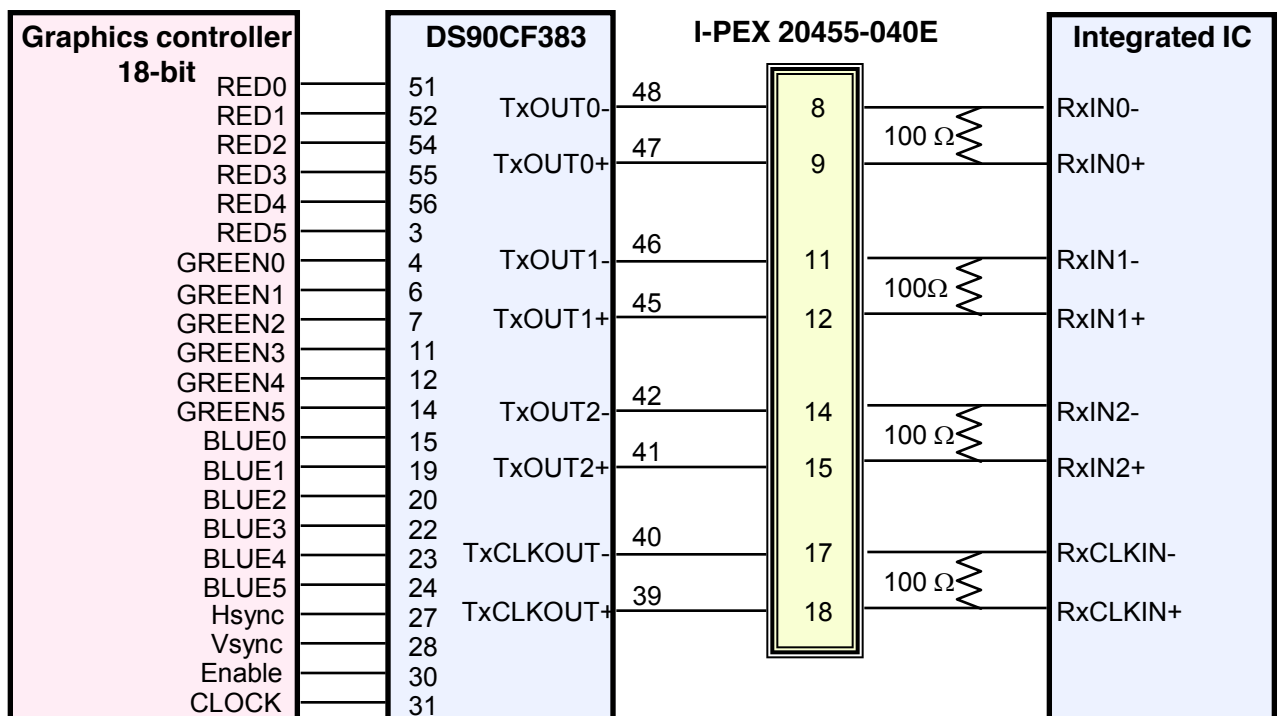 Graphics controller
18-bit
RED0
RED1
RED2
RED3
RED4
RED5
GREEN0
GREEN1
GREEN2
GREEN3
GREEN4
GREEN5
BLUE0
BLUE1
BLUE2
BLUE3
BLUE4
BLUE5
Hsync
Vsync
Enable
CLOCK
DS90CF383
51
52
54
55
56
3
4
6
7
11
12
14
15
19
20
22
23
24
27
28
30
31
TxOUT0- 48
TxOUT0+ 47
TxOUT1- 46
TxOUT1+ 45
TxOUT2- 42
TxOUT2+ 41
TxCLKOUT- 40
TxCLKOUT+ 39
I-PEX 20455-040E
8
9
11
12
14
15
17
18
100 Ω
100Ω
100 Ω
100 Ω
Integrated IC
RxIN0-
RxIN0+
RxIN1-
RxIN1+
RxIN2-
RxIN2+
RxCLKIN-
RxCLKIN+